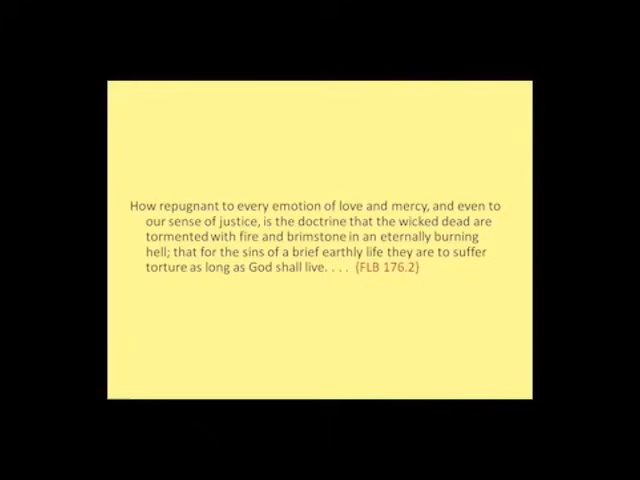 How repugnant to every emotion of love and mercy, and even to
our sense of justice, is the doctrine that the wicked dead are
tormented with fire and brimstone in an eternally burning
hell; that for the sins of a brief earthly life they are to suffer
torture as long as God shall live. . . . (FLB 176.2)